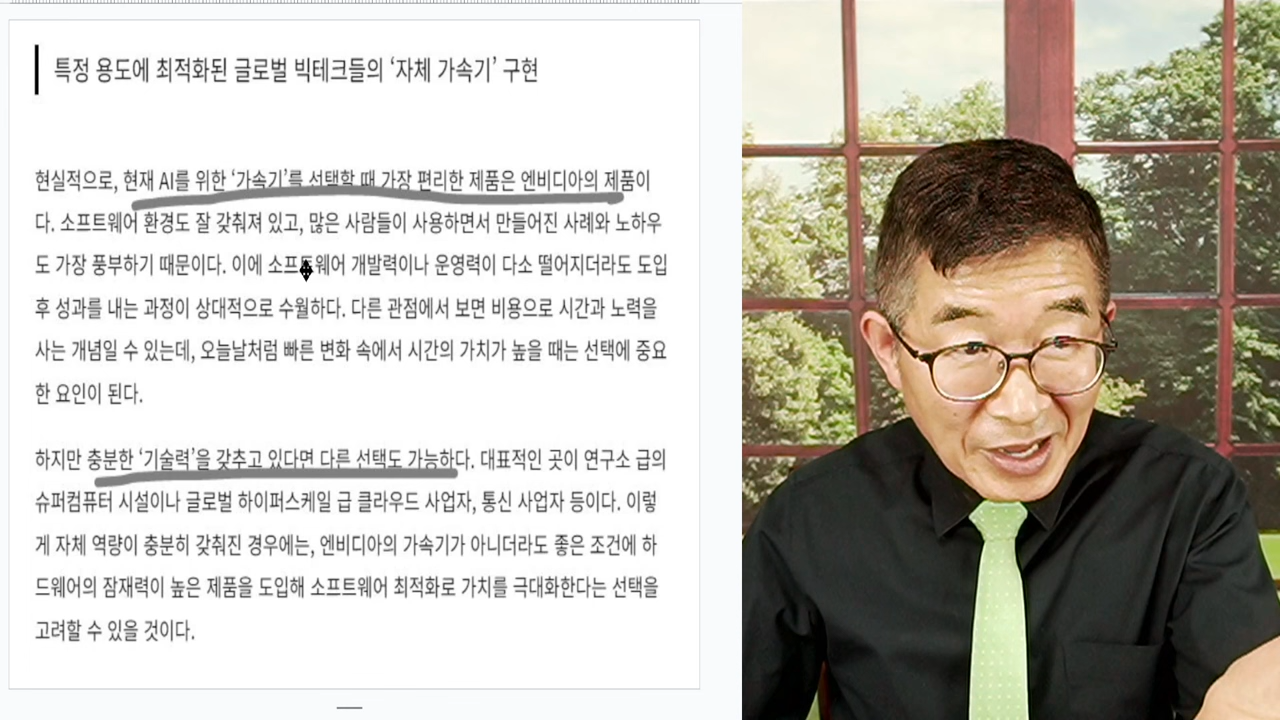 특정 용도에 최적화된 글로벌 빅테크들의 ‘자체 가속기’ 구현
현실적으로, 현재 AI를 위한 ‘가속기’를 선택할 때 가장 편리한 제품은 엔비디아의 제품이
다. 소프트웨어 환경도 잘 갖춰져 있고, 많은 사람들이 사용하면서 만들어진 사례와 노하우
도 가장 풍부하기 때문이다. 이에 소프트웨어 개발력이나 운영력이 다소 떨어지더라도 도입
후 성과를 내는 과정이 상대적으로 수월하다. 다른 관점에서 보면 비용으로 시간과 노력을
사는 개념일 수 있는데, 오늘날처럼 빠른 변화 속에서 시간의 가치가 높을 때는 선택에 중요
한 요인이 된다.
하지만 충분한 ‘기술력’을 갖추고 있다면 다른 선택도 가능하다. 대표적인 곳이 연구소 급의
슈퍼컴퓨터 시설이나 글로벌 하이퍼스케일 급 클라우드 사업자, 통신 사업자 등이다. 이렇
게 자체 역량이 충분히 갖춰진 경우에는, 엔비디아의 가속기가 아니더라도 좋은 조건에 하
드웨어의 잠재력이 높은 제품을 도입해 소프트웨어 최적화로 가치를 극대화한다는 선택을
고려할 수 있을 것이다.